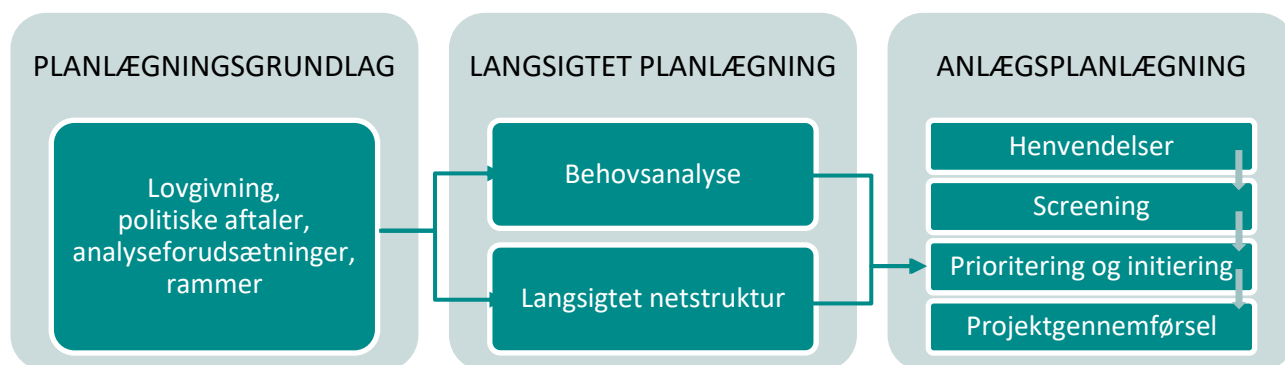 PLANLÆGNINGSGRUNDLAG
Lovgivning,
politiske aftaler,
analyseforudsætninger,
rammer
LANGSIGTET PLANLÆGNING
Behovsanalyse
Langsigtet netstruktur
ANLÆGSPLANLÆGNING
Henvendelser
Screening
Prioritering og initiering
Projektgennemførsel